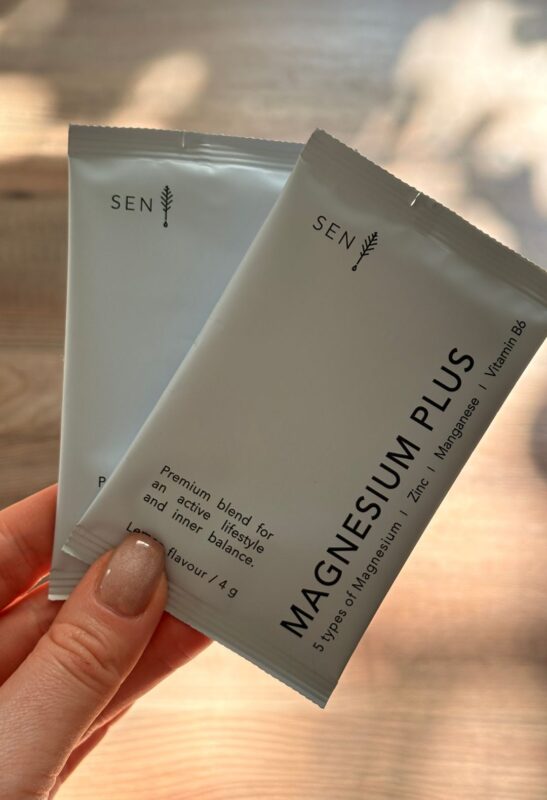 SEN
SEN
MAGNESIUM PLUS
5 types of Magnesium | Zinc | Manganese | Vitamin B6
Premium blend for
an active lifestyle
and inner balance.
flavour / 4 g
P